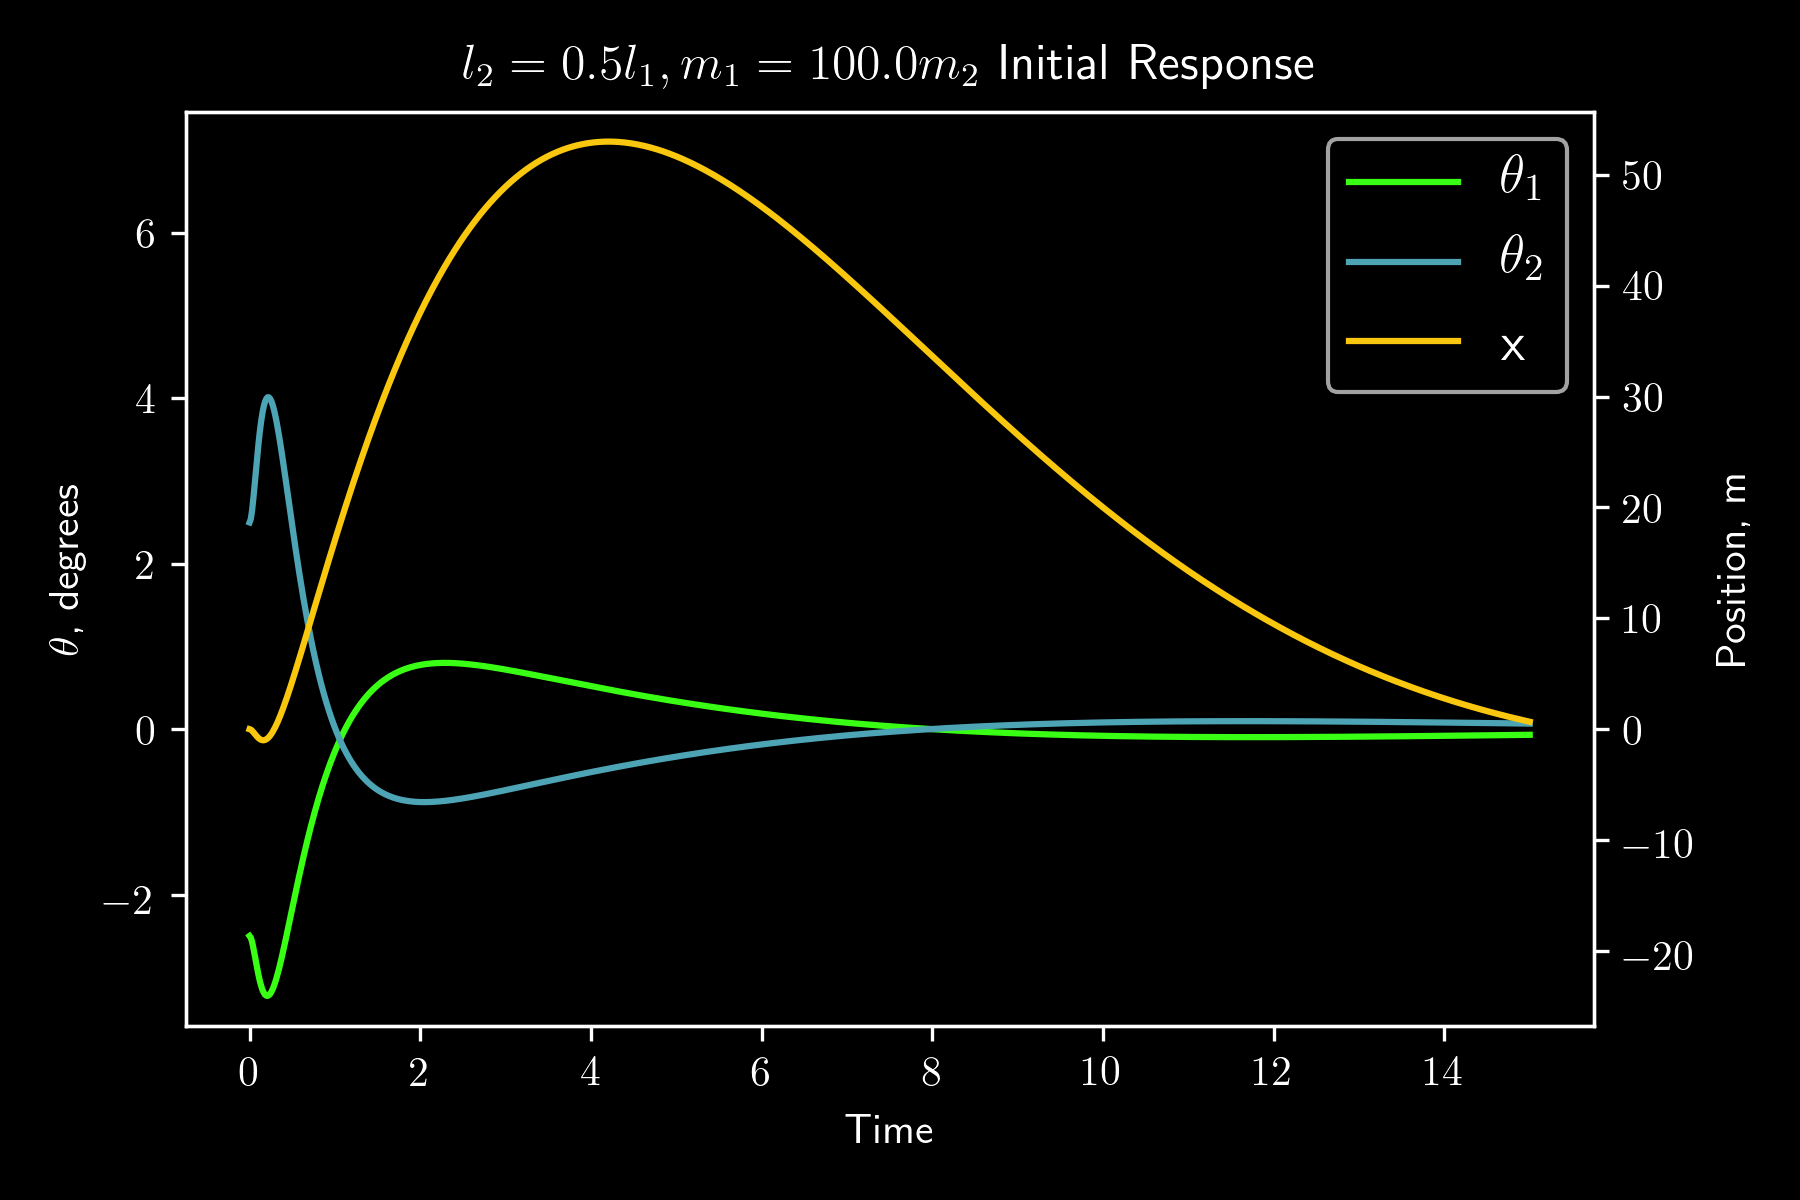 l₂ = 0.5l₁, m₁ = 100.0m₂ Initial Response
θ₁
θ₂
x
6
4
2
0
−2
θ, degrees
50
40
30
20
10
0
−10
−20
Position, m
0 2 4 6 8 10 12 14
Time